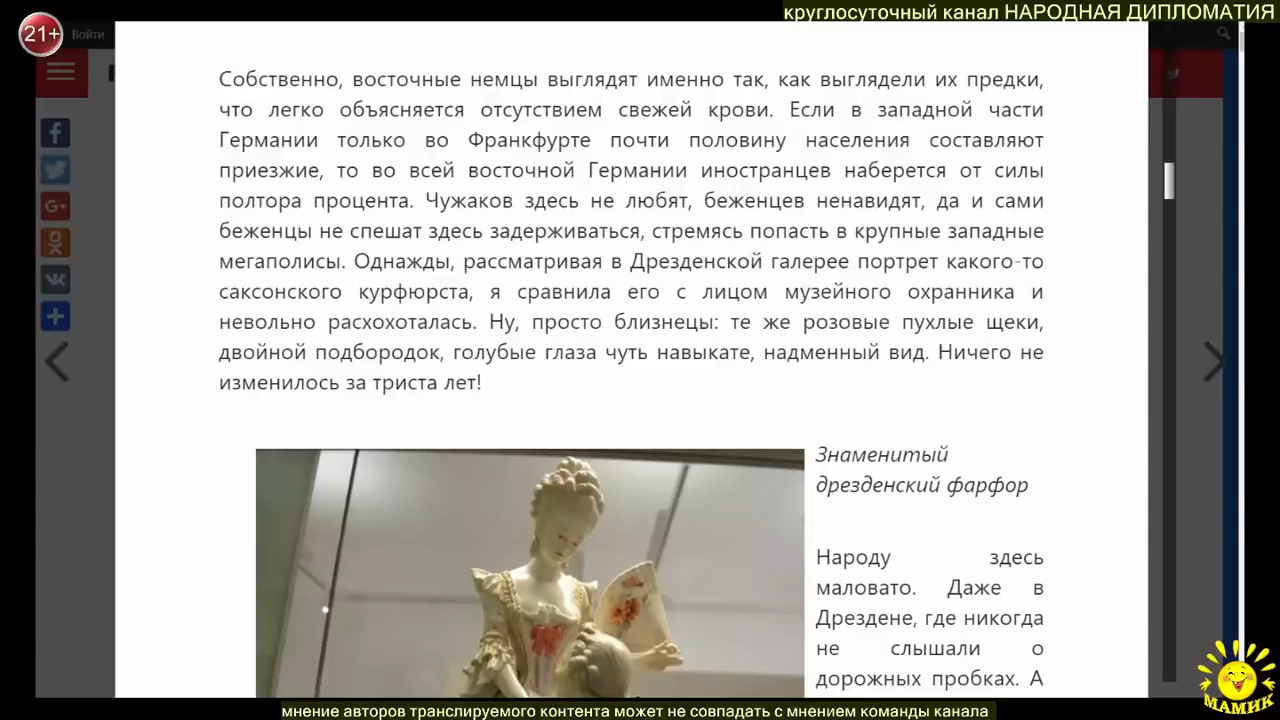 круглосуточный канал НАРОДНАЯ ДИПЛОМАТИЯ
21+
Войти
Собственно, восточные немцы выглядят именно так, как выглядели их предки,
что легко объясняется отсутствием свежей крови. Если в западной части
Германии только во Франкфурте почти половину населения составляют
приезжие, то во всей восточной Германии иностранцев наберется от силы
полтора процента. Чужаков здесь не любят, беженцев ненавидят, да и сами
беженцы не спешат здесь задерживаться, стремясь попасть в крупные западные
мегаполисы. Однажды, рассматривая в Дрезденской галерее портрет какого-то
саксонского курфюрста, я сравнила его с лицом музейного охранника и
невольно расхохоталась. Ну, просто близнецы: те же розовые пухлые щеки,
двойной подбородок, голубые глаза чуть навыкате, надменный вид. Ничего не
изменилось за триста лет!
Знаменитый
дрезденский фарфор
Народу здесь
маловато. Даже в
Дрездене, где никогда
не слышали о
дорожных пробках. А
МАМИК
мнение авторов транслируемого контента может не совпадать с мнением команды канала